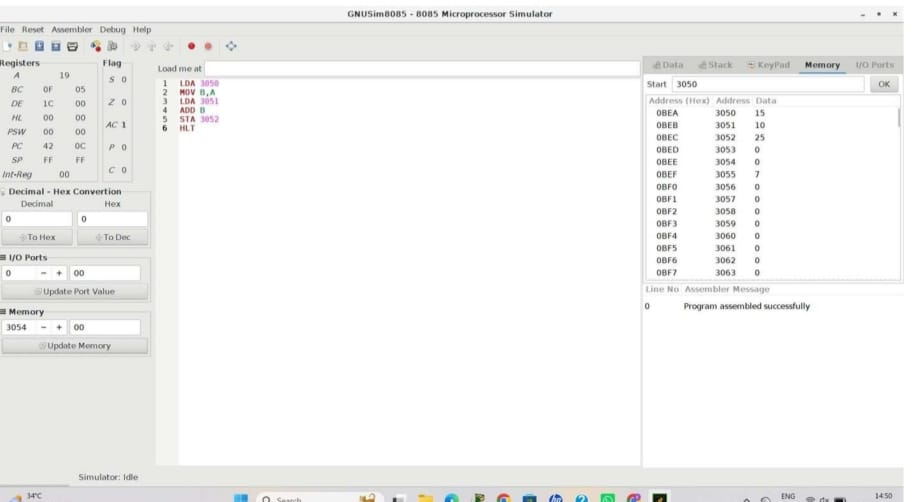 GNUSim8085 - 8085 Microprocessor Simulator
File Reset Assembler Debug Help
Registers
Flag
A 19
BC 0F 05
DE 1C 00
HL 00 00
PSW 00 00
PC 42 0C
SP FF FF
Int-Reg 00
S 0
Z 0
AC 1
P 0
C 0
Decimal - Hex Convertion
Decimal Hex
0 0
To Hex To Dec
I/O Ports
0 - + 00
Update Port Value
Memory
3054 - + 00
Update Memory
Load me at
1 LDA 3050
2 MOV B,A
3 LDA 3051
4 ADD B
5 STA 3052
6 HLT
Data Stack KeyPad Memory I/O Ports
Start 3050 OK
Address (Hex) Address Data
0BEA 3050 15
0BEB 3051 10
0BEC 3052 25
0BED 3053 0
0BEE 3054 0
0BEF 3055 7
0BF0 3056 0
0BF1 3057 0
0BF2 3058 0
0BF3 3059 0
0BF4 3060 0
0BF5 3061 0
0BF6 3062 0
0BF7 3063 0
Line No Assembler Message
0 Program assembled successfully
Simulator: Idle
34°C
Search
ENG
14:50